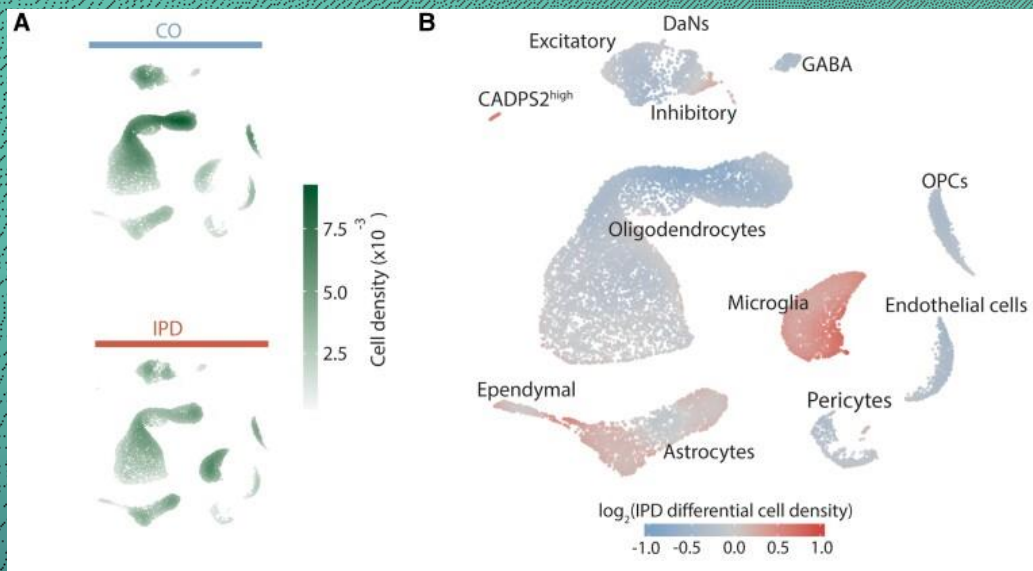 A
CO
7.5
5.0
2.5
Cell density (x10⁻³)
IPD
B
DaNs
Excitatory
GABA
CADPS2ʰⁱᵍʰ
Inhibitory
OPCs
Oligodendrocytes
Microglia
Endothelial cells
Ependymal
Pericytes
Astrocytes
log₂(IPD differential cell density)
-1.0 -0.5 0.0 0.5 1.0